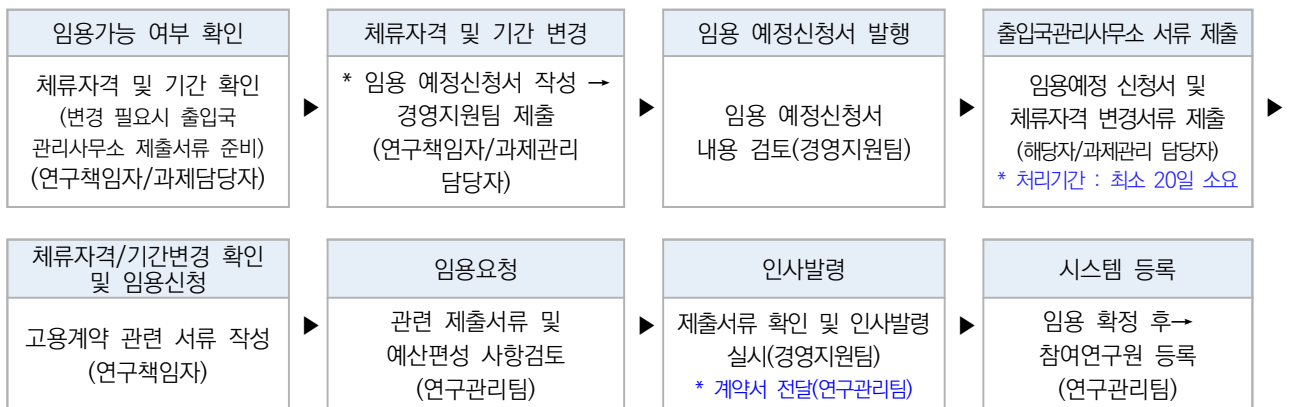 임용가능 여부 확인
체류자격 및 기간 확인
(변경 필요시 출입국
관리사무소 제출서류 준비)
(연구책임자/과제담당자)
▶
체류자격 및 기간 변경
* 임용 예정신청서 작성 →
경영지원팀 제출
(연구책임자/과제관리
담당자)
▶
임용 예정신청서 발행
임용 예정신청서
내용 검토(경영지원팀)
▶
출입국관리사무소 서류 제출
임용예정 신청서 및
체류자격 변경서류 제출
(해당자/과제관리 담당자)
* 처리기간 : 최소 20일 소요
▶
체류자격/기간변경 확인
및 임용신청
고용계약 관련 서류 작성
(연구책임자)
▶
임용요청
관련 제출서류 및
예산편성 사항검토
(연구관리팀)
▶
인사발령
제출서류 확인 및 인사발령
실시(경영지원팀)
* 계약서 전달(연구관리팀)
▶
시스템 등록
임용 확정 후→
참여연구원 등록
(연구관리팀)